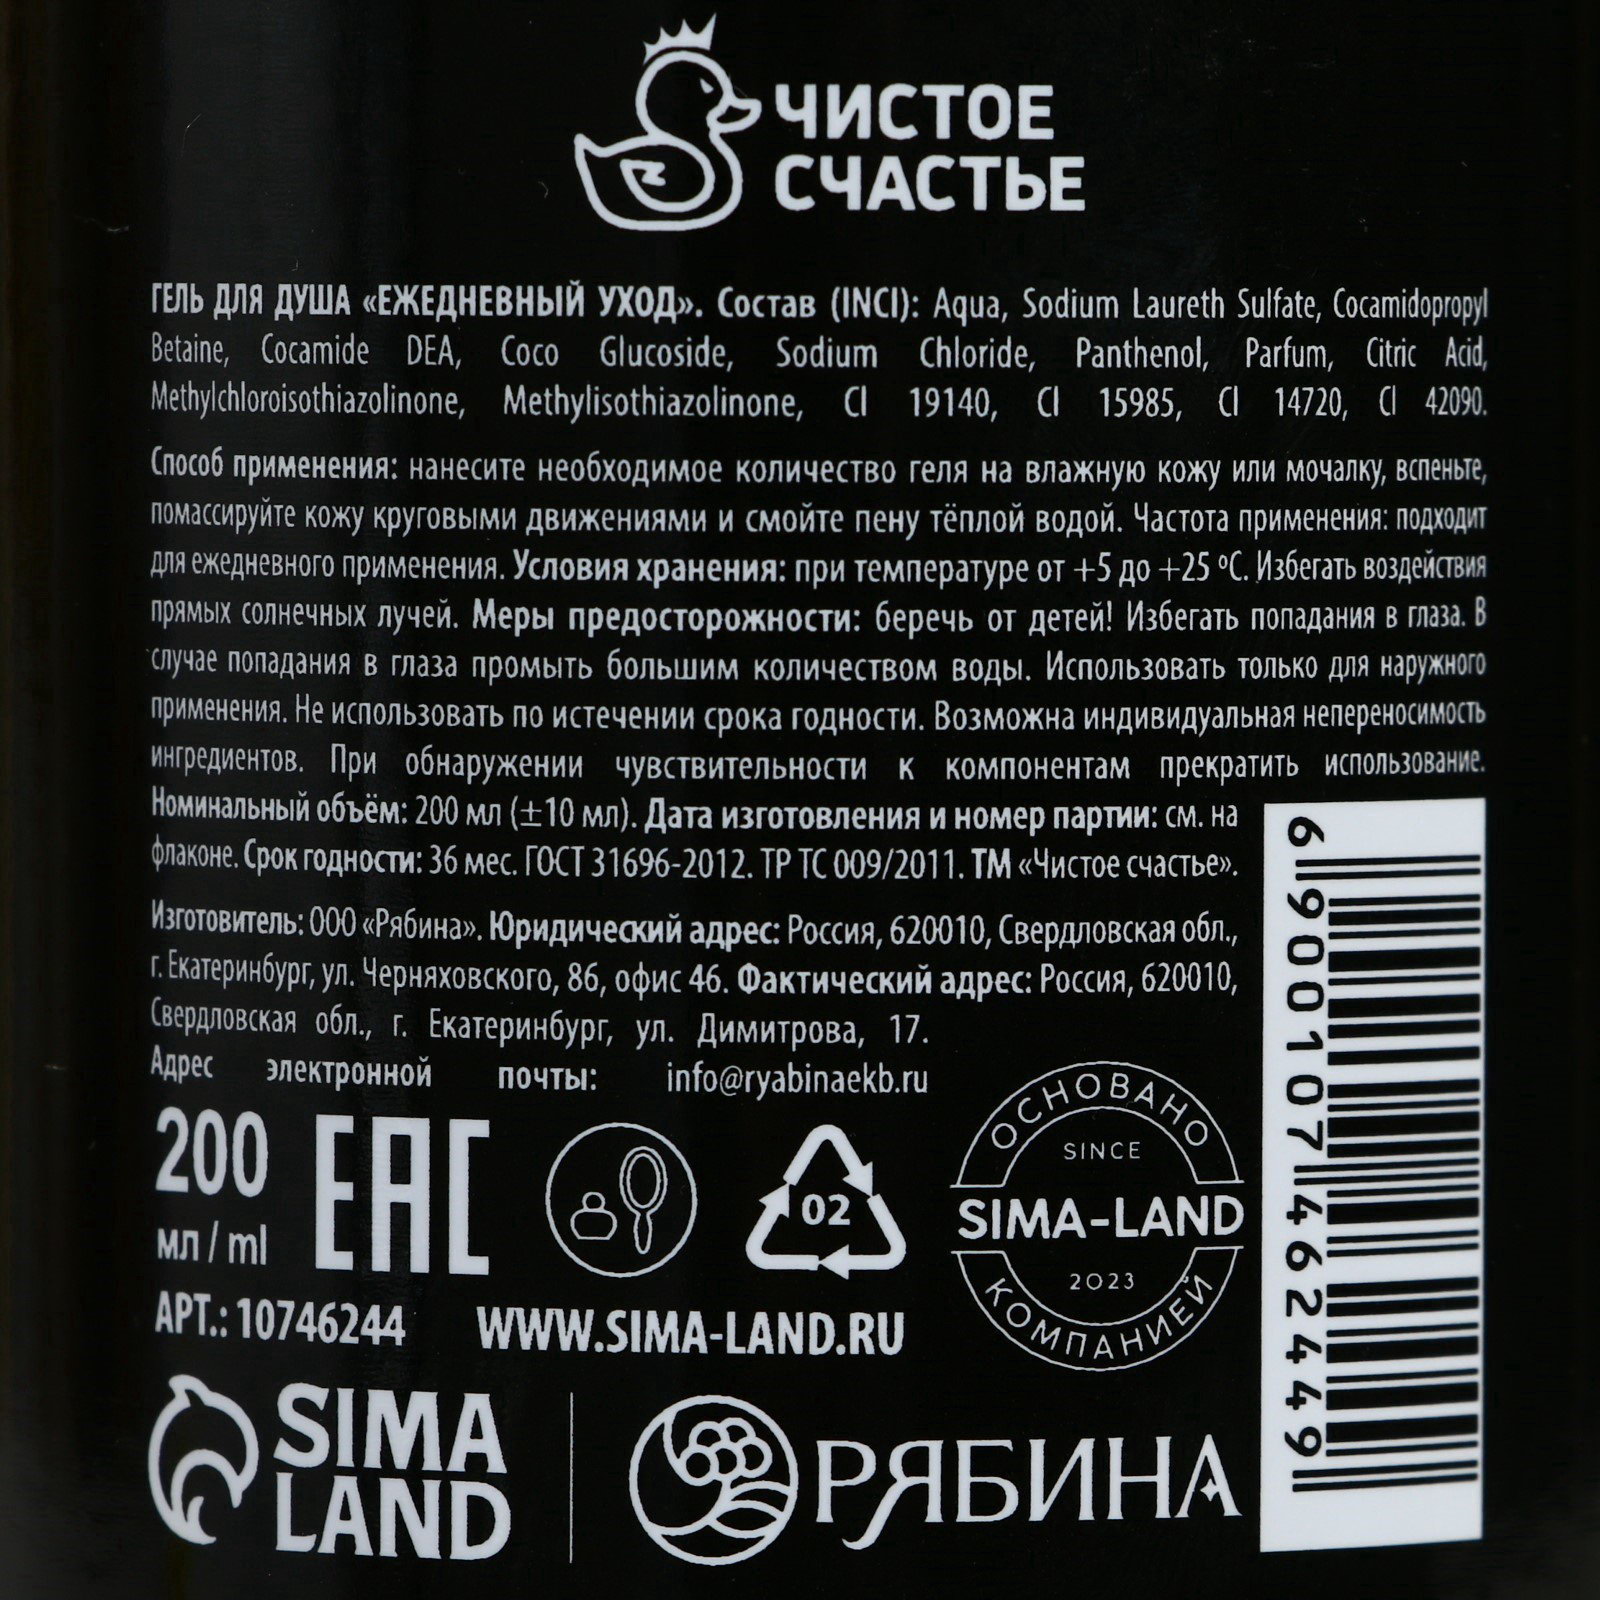 ЧИСТОЕ
СЧАСТЬЕ
ГЕЛЬ ДЛЯ ДУША «ЕЖЕДНЕВНЫЙ УХОД». Состав (INCI): Aqua, Sodium Laureth Sulfate, Cocamidopropyl
Betaine, Cocamide DEA, Coco Glucoside, Sodium Chloride, Panthenol, Parfum, Citric Acid,
Methylchloroisothiazolinone, Methylisothiazolinone, CI 19140, CI 15985, CI 14720, CI 42090.
Способ применения: нанесите необходимое количество геля на влажную кожу или мочалку, вспеньте,
помассируйте кожу круговыми движениями и смойте пену тёплой водой. Частота применения: подходит
для ежедневного применения. Условия хранения: при температуре от +5 до +25 ºС. Избегать воздействия
прямых солнечных лучей. Меры предосторожности: беречь от детей! Избегать попадания в глаза. В
случае попадания в глаза промыть большим количеством воды. Использовать только для наружного
применения. Не использовать по истечении срока годности. Возможна индивидуальная непереносимость
ингредиентов. При обнаружении чувствительности к компонентам прекратить использование.
Номинальный объём: 200 мл (±10 мл). Дата изготовления и номер партии: см. на
флаконе. Срок годности: 36 мес. ГОСТ 31696-2012. ТР ТС 009/2011. ТМ «Чистое счастье».
Изготовитель: ООО «Рябина». Юридический адрес: Россия, 620010, Свердловская обл.,
г. Екатеринбург, ул. Черняховского, 86, офис 46. Фактический адрес: Россия, 620010,
Свердловская обл., г. Екатеринбург, ул. Димитрова, 17.
Адрес электронной почты: info@ryabinaekb.ru
200
мл / ml
EAC
02
ОСНОВАНО
SINCE
SIMA-LAND
2023
КОМПАНИЕЙ
АРТ.: 10746244
WWW.SIMA-LAND.RU
SIMA
LAND
РЯБИНА
6900107462449